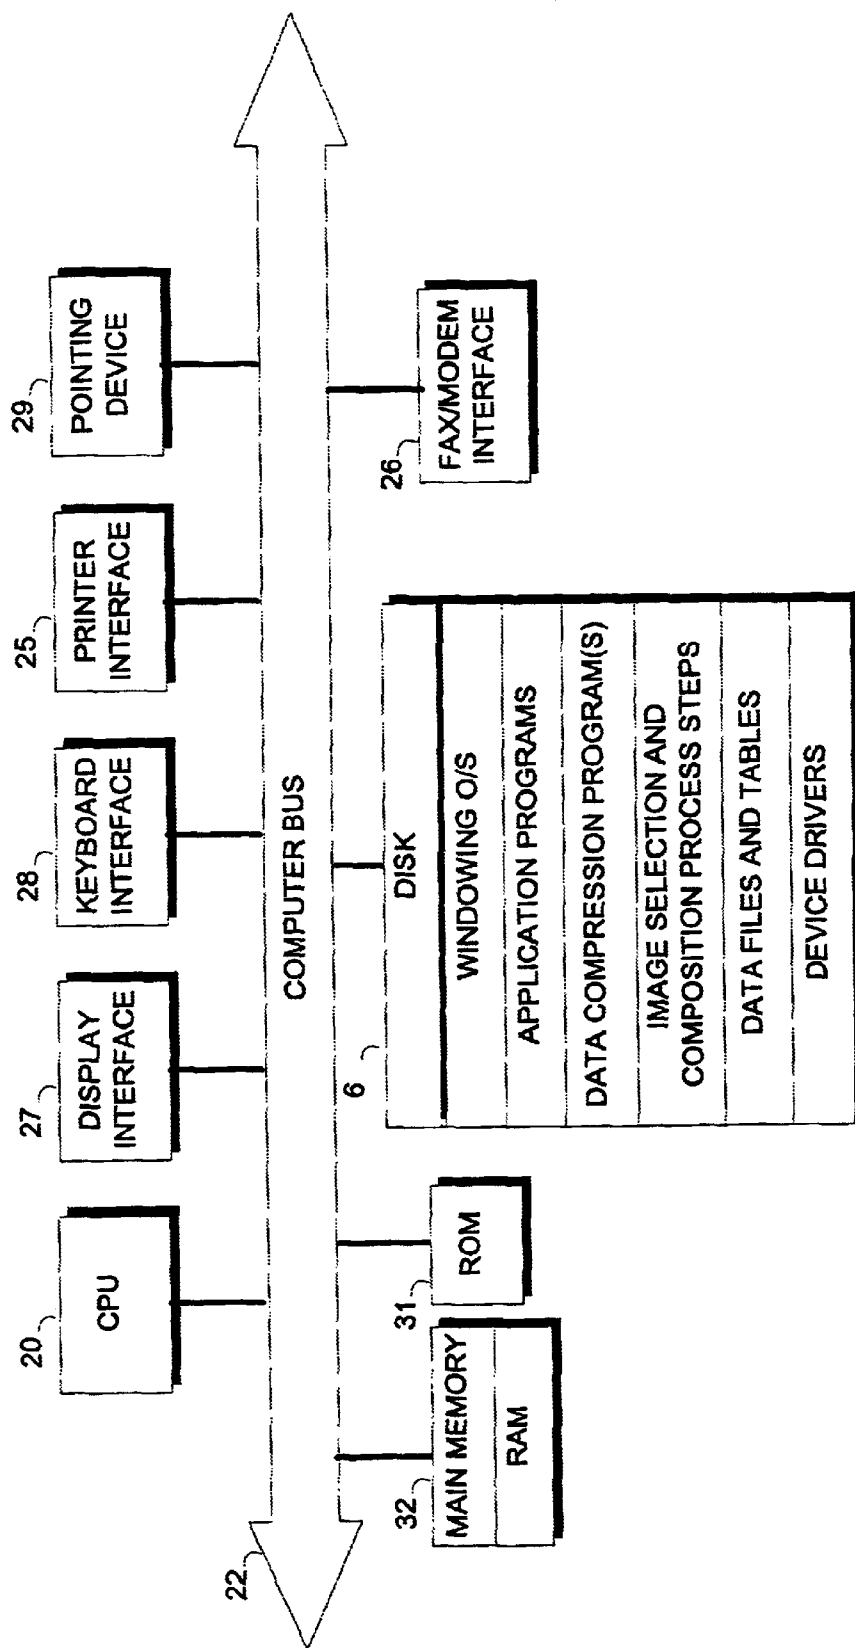 20
CPU
27
DISPLAY
INTERFACE
28
KEYBOARD
INTERFACE
25
PRINTER
INTERFACE
29
POINTING
DEVICE
22
COMPUTER BUS
32
MAIN MEMORY
RAM
31
ROM
6
DISK
WINDOWING O/S
APPLICATION PROGRAMS
DATA COMPRESSION PROGRAM(S)
IMAGE SELECTION AND
COMPOSITION PROCESS STEPS
DATA FILES AND TABLES
DEVICE DRIVERS
26
FAX/MODEM
INTERFACE